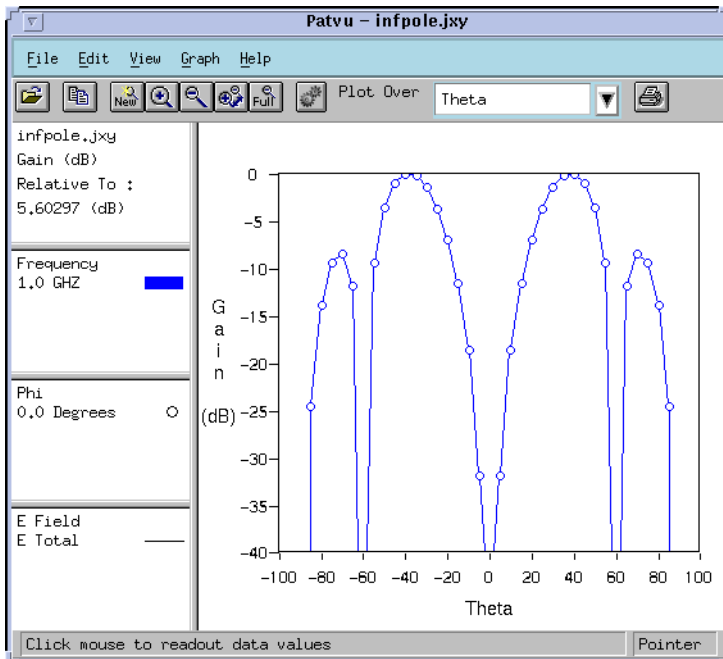 Patvu - infpole.jxy
File Edit View Graph Help
New Full Plot Over Theta
infpole.jxy
Gain (dB)
Relative To :
5.60297 (dB)
Frequency
1.0 GHZ
Phi
0.0 Degrees
E Field
E Total
Gain
(dB)
0
-5
-10
-15
-20
-25
-30
-35
-40
-100 -80 -60 -40 -20 0 20 40 60 80 100
Theta
Click mouse to readout data values Pointer